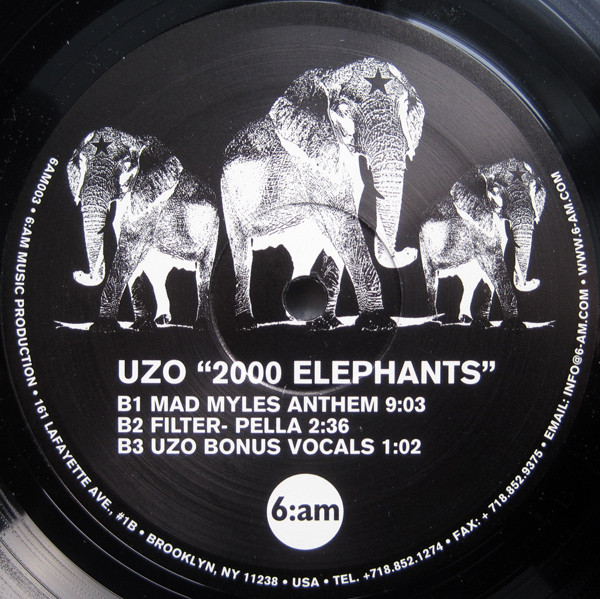 UZO “2000 ELEPHANTS”
B1 MAD MYLES ANTHEM 9:03
B2 FILTER- PELLA 2:36
B3 UZO BONUS VOCALS 1:02
6:am
6AM003 • 6:AM MUSIC PRODUCTION • 161 LAFAYETTE AVE., #1B • BROOKLYN, NY 11238 • USA • TEL. +718.852.1274 • FAX: + 718.852.9375 • EMAIL: INFO@6-AM.COM • WWW.6-AM.COM